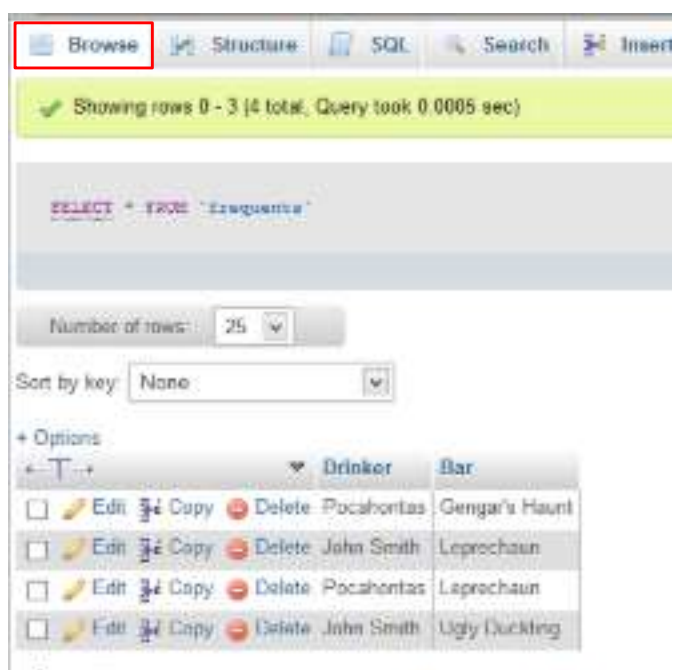 Browse Structure SQL Search Insert
Showing rows 0 - 3 (4 total, Query took 0.0005 sec)
SELECT * FROM `frequents`
Number of rows: 25
Sort by key: None
+ Options
←T→ Drinker Bar
Edit Copy Delete Pocahontas Gengar's Haunt
Edit Copy Delete John Smith Leprechaun
Edit Copy Delete Pocahontas Leprechaun
Edit Copy Delete John Smith Ugly Duckling